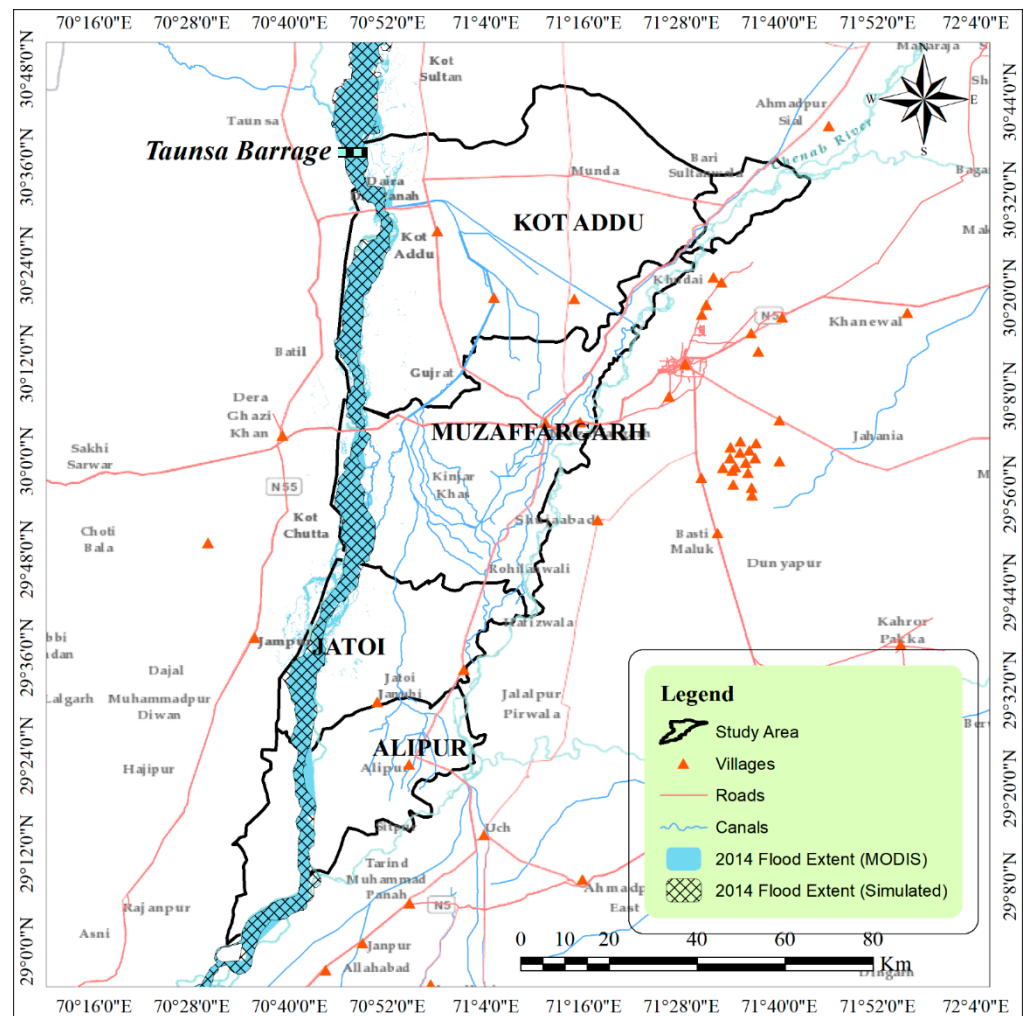 70°16'0"E 70°28'0"E 70°40'0"E 70°52'0"E 71°4'0"E 71°16'0"E 71°28'0"E 71°40'0"E 71°52'0"E 72°4'0"E
30°48'0"N
30°36'0"N
30°24'0"N
30°12'0"N
30°0'0"N
29°48'0"N
29°36'0"N
29°24'0"N
29°12'0"N
29°0'0"N
30°44'0"N
30°32'0"N
30°20'0"N
30°8'0"N
29°56'0"N
29°44'0"N
29°32'0"N
29°20'0"N
29°8'0"N
N
W E
S
Kot
Sultan
Taunsa
Taunsa Barrage
Daira
Munda
Bari
Ahmadpur
Sial
Chenab River
KOT ADDU
Kot
Addu
Khudai
N5
Khanewal
Batil
Gujrat
Dera
Ghazi
Khan
MUZAFFARGARH
Jahania
Sakhi
Sarwar
N55
Kinjar
Khas
Kot
Chutta
Choti
Bala
Shujaabad
Basti
Maluk
Dunyapur
Hafizwala
Kahror
Pakka
Jampur
JATOI
Dajal
Jatoi
Muhammadpur
Diwan
Jalalpur
Pirwala
ALIPUR
Alipur
Hajipur
Uch
Tarind
Muhammad
Panah
N5
East
Rajanpur
Asni
Janpur
Allahabad
Legend
Study Area
Villages
Roads
Canals
2014 Flood Extent (MODIS)
2014 Flood Extent (Simulated)
0 10 20 40 60 80
Km